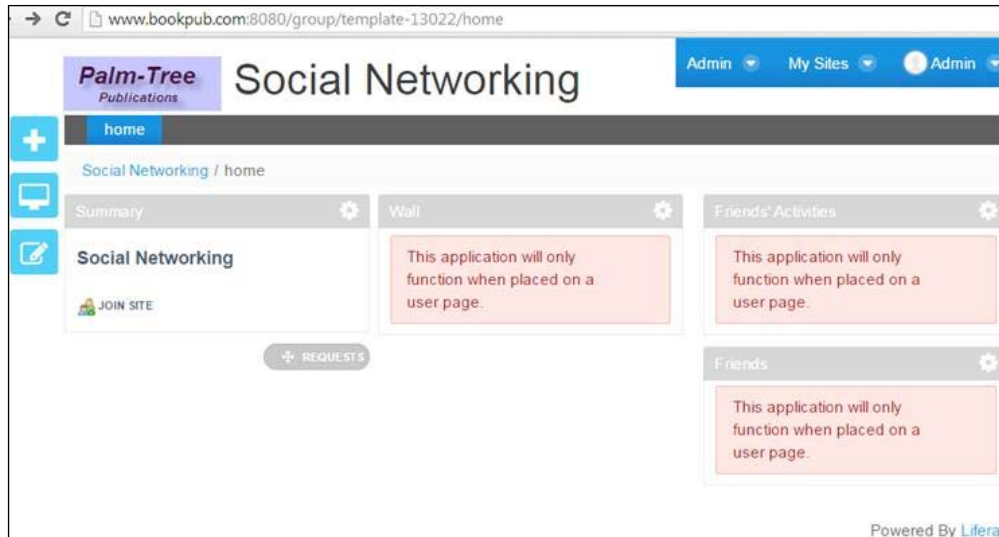 www.bookpub.com:8080/group/template-13022/home
Palm-Tree
Publications
Social Networking
Admin
My Sites
Admin
home
Social Networking / home
Summary
Social Networking
JOIN SITE
REQUESTS
Wall
This application will only
function when placed on a
user page.
Friends' Activities
This application will only
function when placed on a
user page.
Friends
This application will only
function when placed on a
user page.
Powered By Lifera